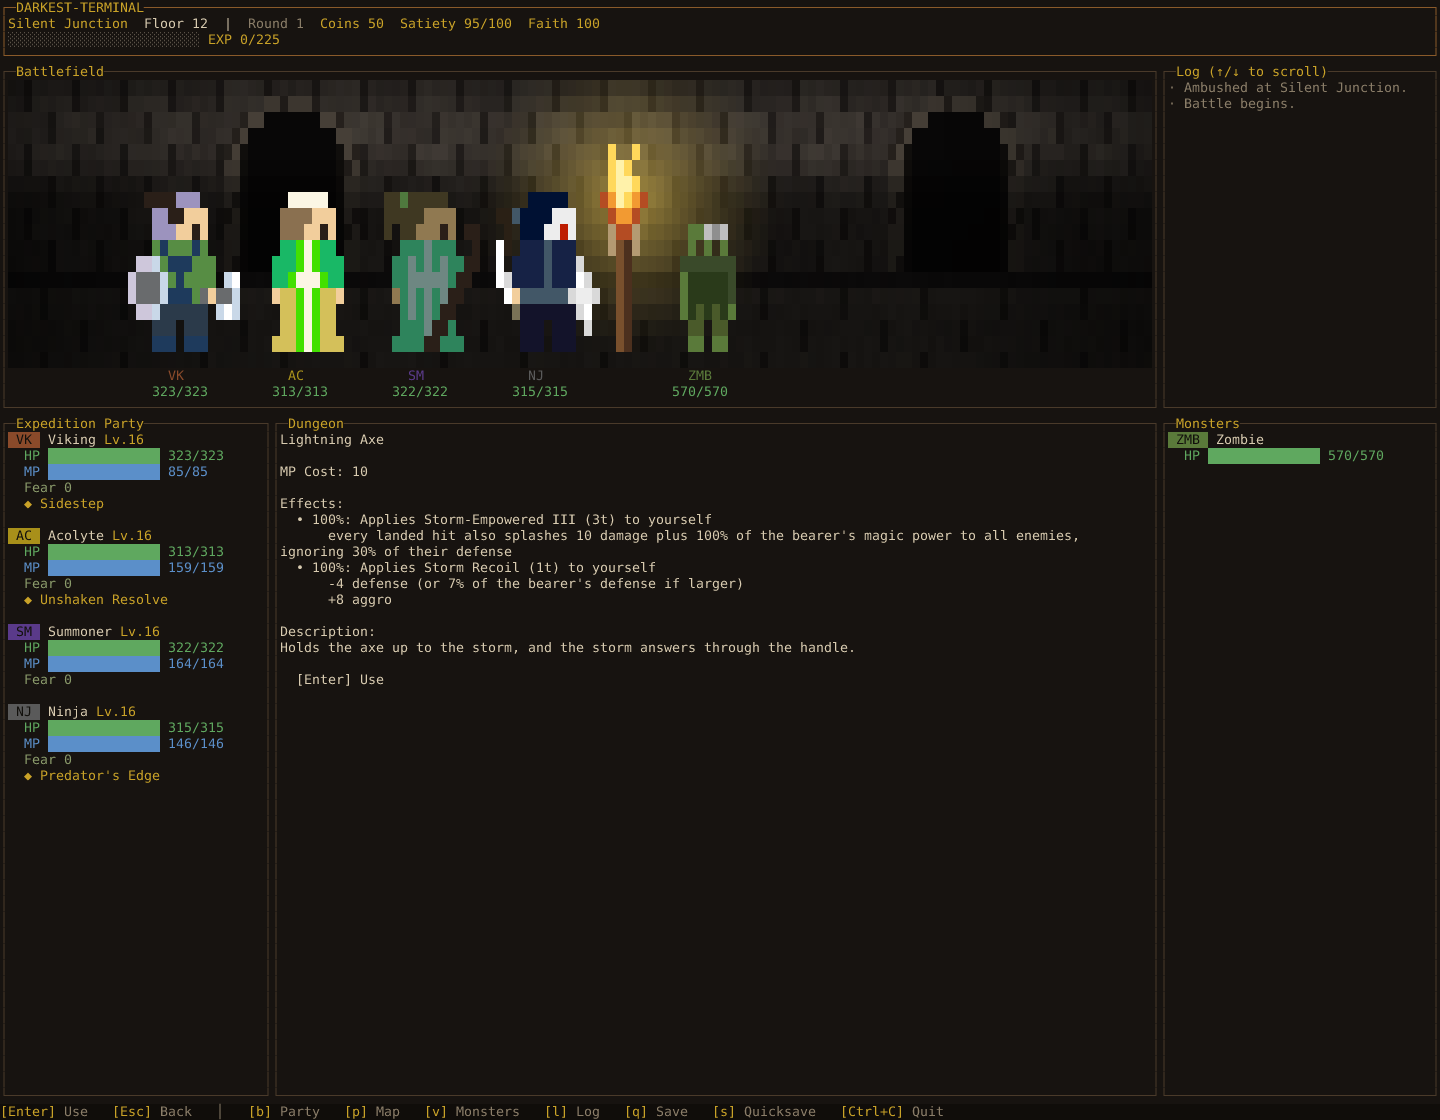 DARKEST-TERMINAL
Silent Junction  Floor 12  |  Round 1  Coins 50  Satiety 95/100  Faith 100
EXP 0/225
Battlefield
VK AC SM NJ ZMB
323/323 313/313 322/322 315/315 570/570
Log (↑/↓ to scroll)
· Ambushed at Silent Junction.
· Battle begins.
Expedition Party
VK Viking Lv.16
HP 323/323
MP 85/85
Fear 0
◆ Sidestep
AC Acolyte Lv.16
HP 313/313
MP 159/159
Fear 0
◆ Unshaken Resolve
SM Summoner Lv.16
HP 322/322
MP 164/164
Fear 0
NJ Ninja Lv.16
HP 315/315
MP 146/146
Fear 0
◆ Predator's Edge
Dungeon
Lightning Axe
MP Cost: 10
Effects:
• 100%: Applies Storm-Empowered III (3t) to yourself
every landed hit also splashes 10 damage plus 100% of the bearer's magic power to all enemies,
ignoring 30% of their defense
• 100%: Applies Storm Recoil (1t) to yourself
-4 defense (or 7% of the bearer's defense if larger)
+8 aggro
Description:
Holds the axe up to the storm, and the storm answers through the handle.
[Enter] Use
Monsters
ZMB Zombie
HP 570/570
[Enter] Use  [Esc] Back  |  [b] Party  [p] Map  [v] Monsters  [l] Log  [q] Save  [s] Quicksave  [Ctrl+C] Quit